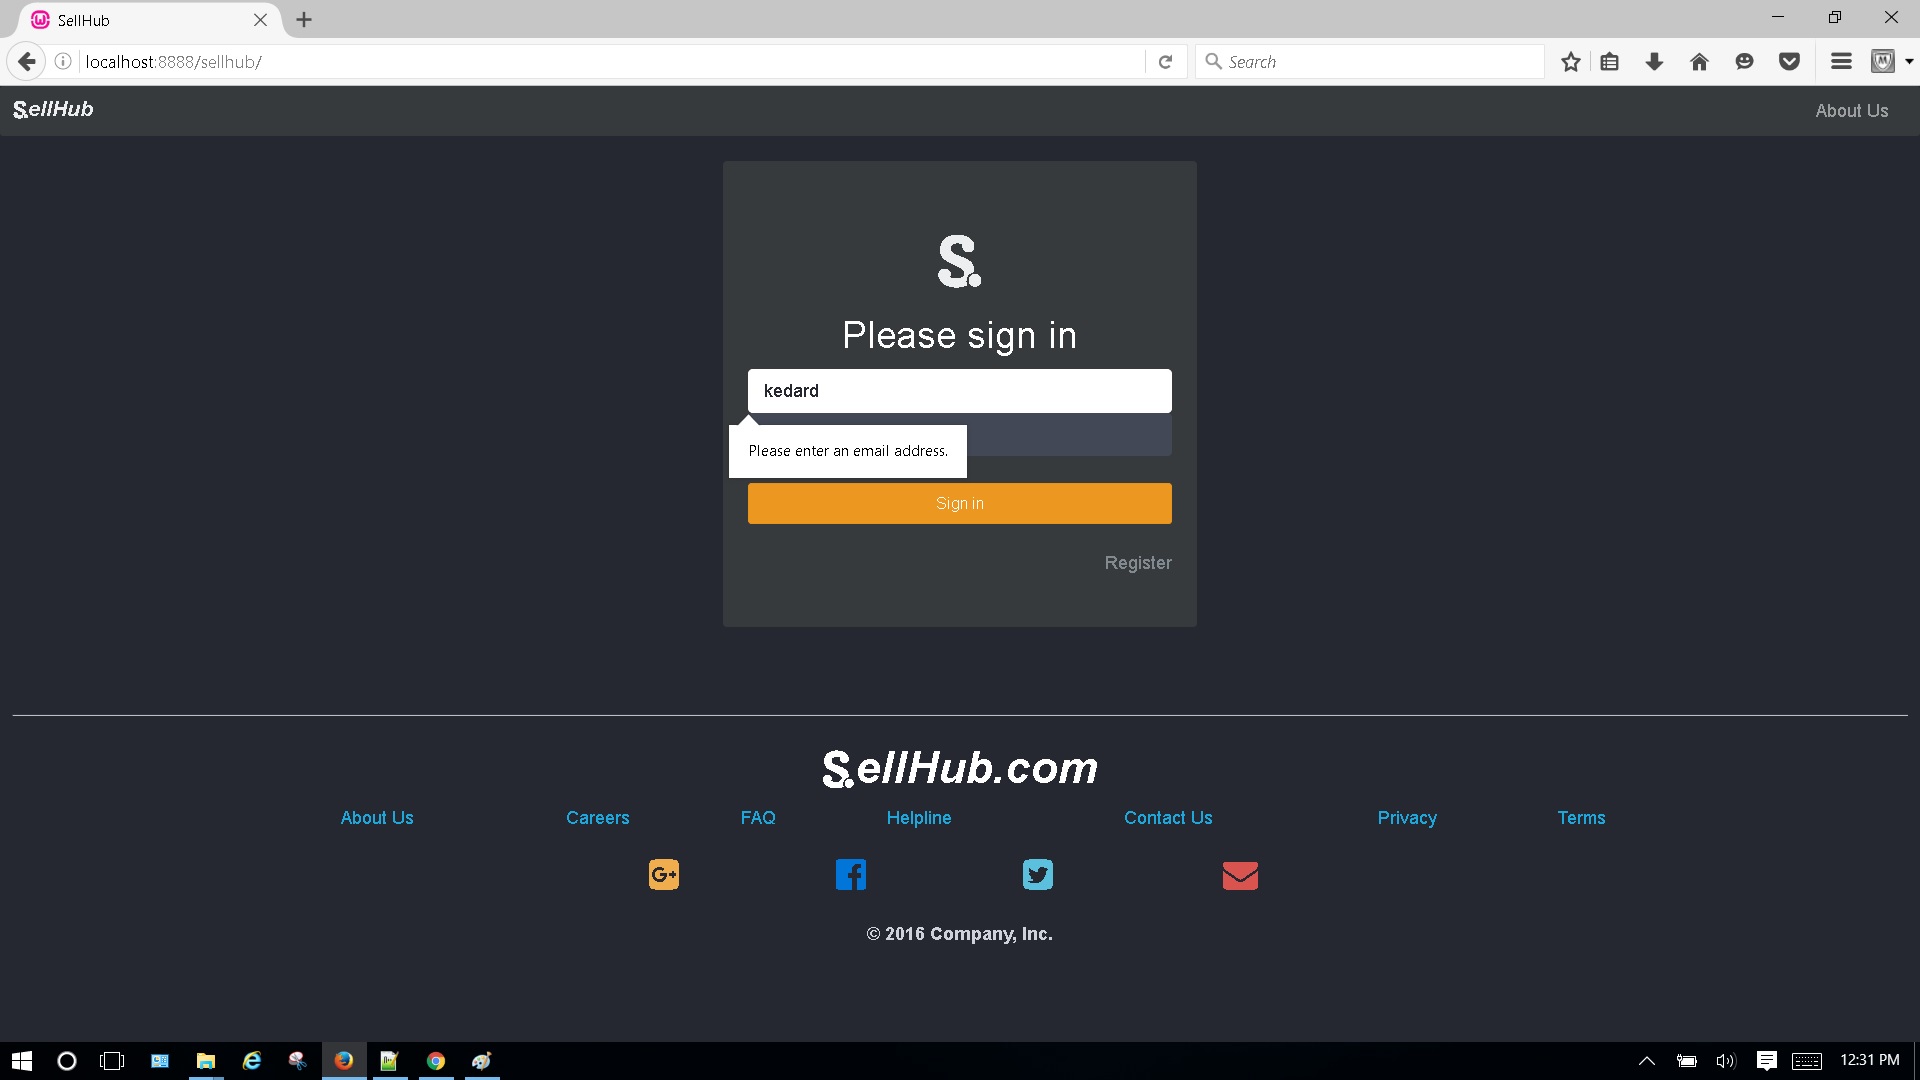 SellHub
localhost:8888/sellhub/
Search
SellHub
About Us
S.
Please sign in
kedard
Please enter an email address.
Sign in
Register
S.ellHub.com
About Us Careers FAQ Helpline Contact Us Privacy Terms
G+
© 2016 Company, Inc.
12:31 PM